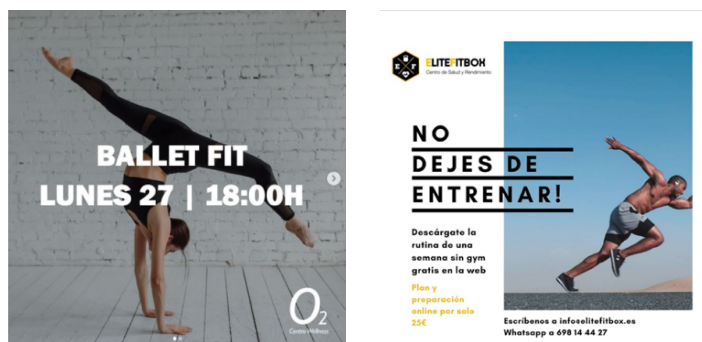 BALLET FIT
LUNES 27 | 18:00H
O2
Centro Wellness
ELITEFITBOX
Centro de Salud y Rendimiento
E F
NO
DEJES DE
ENTRENAR!
Descárgate la
rutina de una
semana sin gym
gratis en la web
Plan y
preparación
online por solo
25€
Escríbenos a info@elitefitbox.es
Whatsapp a 698 14 44 27